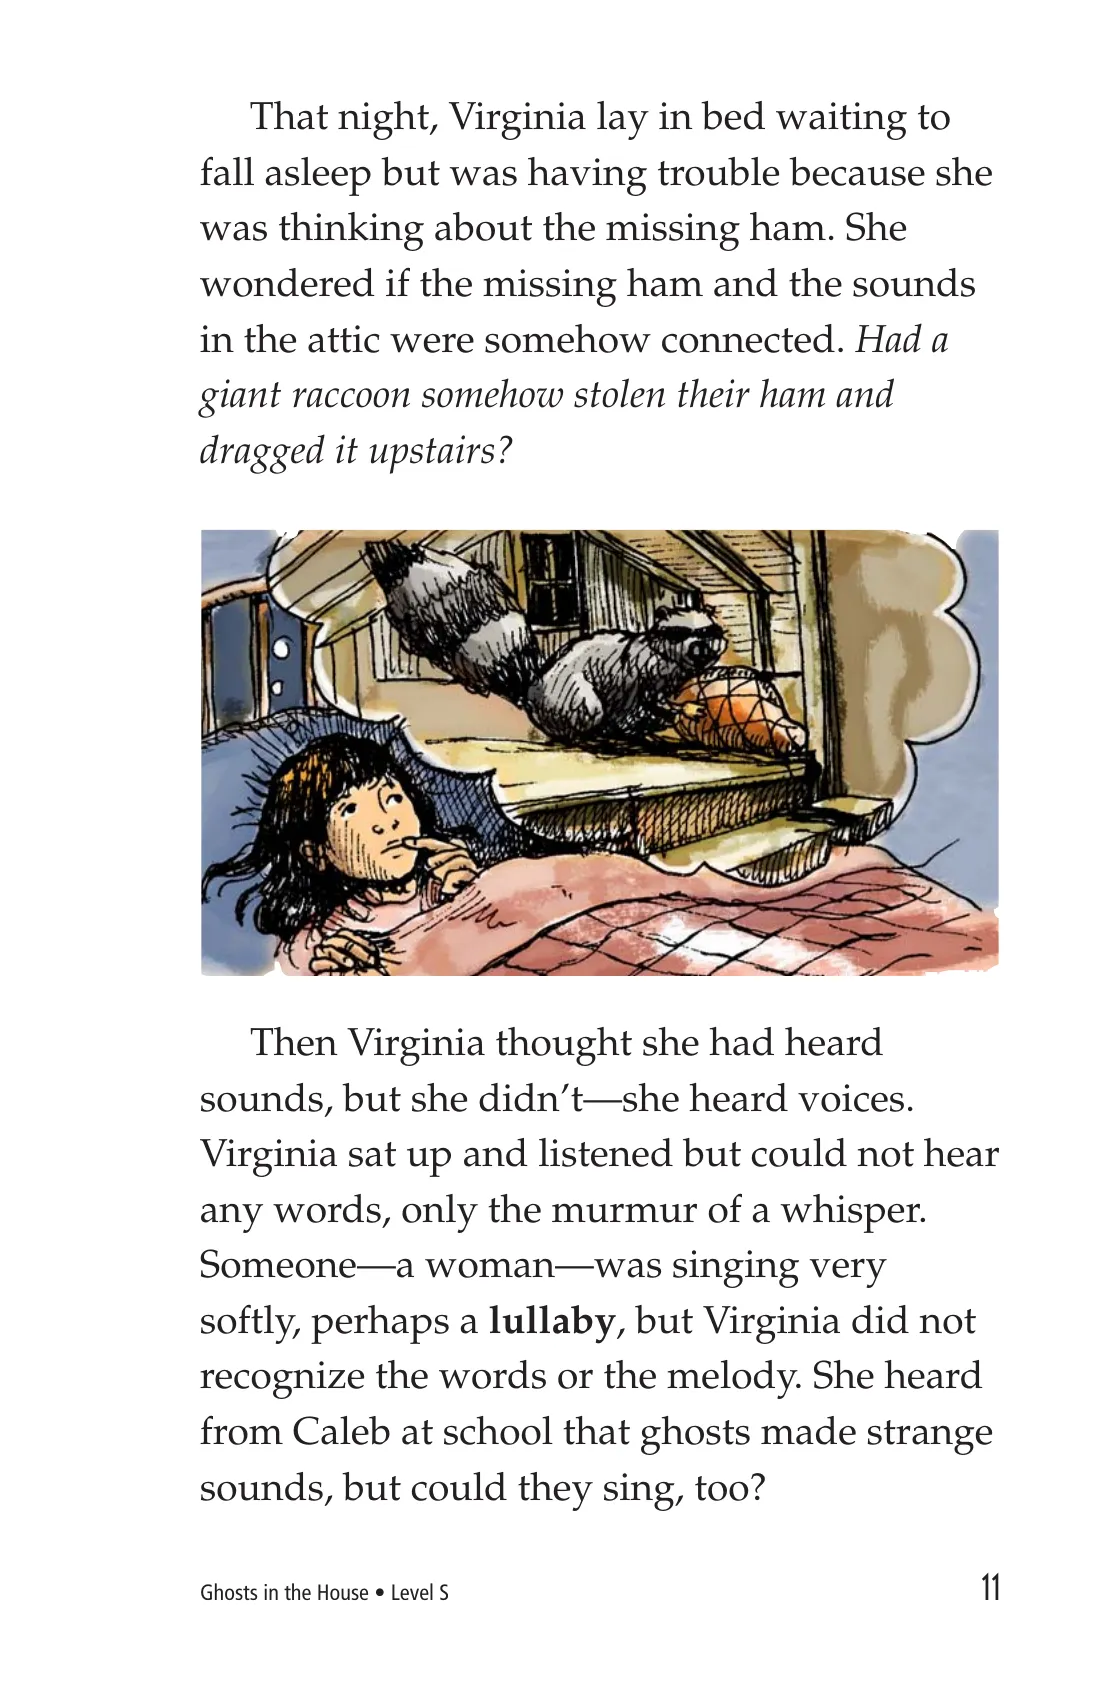 That night, Virginia lay in bed waiting to
fall asleep but was having trouble because she
was thinking about the missing ham. She
wondered if the missing ham and the sounds
in the attic were somehow connected. Had a
giant raccoon somehow stolen their ham and
dragged it upstairs?
Then Virginia thought she had heard
sounds, but she didn’t—she heard voices.
Virginia sat up and listened but could not hear
any words, only the murmur of a whisper.
Someone—a woman—was singing very
softly, perhaps a lullaby, but Virginia did not
recognize the words or the melody. She heard
from Caleb at school that ghosts made strange
sounds, but could they sing, too?
Ghosts in the House • Level S
11